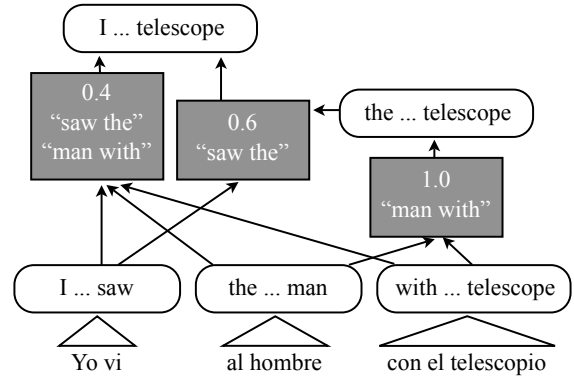 I ... telescope
0.4
“saw the”
“man with”
0.6
“saw the”
the ... telescope
1.0
“man with”
I ... saw
the ... man
with ... telescope
Yo vi
al hombre
con el telescopio